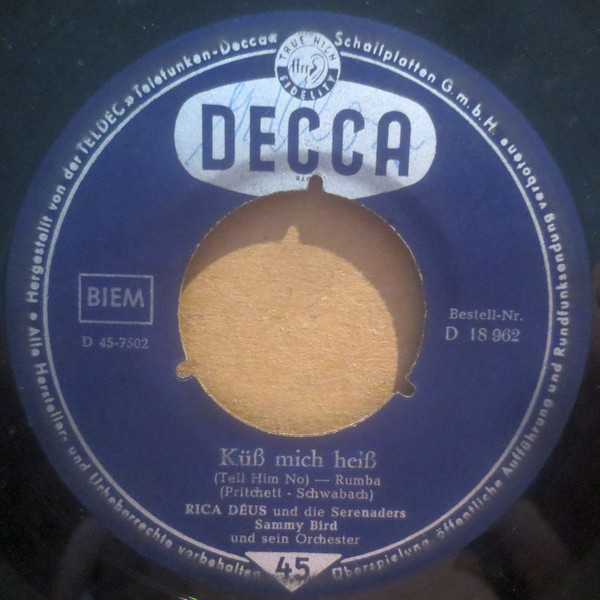 Hergestellt von der TELDEC »Telefunken-Decca« Schallplatten G.m.b.H.
TRUE HIGH
ffrr
FIDELITY
DECCA
BIEM
D 45-7502
Bestell-Nr.
D 18 962
Küß mich heiß
(Tell Him No) — Rumba
(Pritchett - Schwabach)
RICA DÉUS und die Serenaders
Sammy Bird
und sein Orchester
45
Alle Hersteller- und Urheberrechte vorbehalten
Überspielung, öffentliche Aufführung und Rundfunksendung verboten